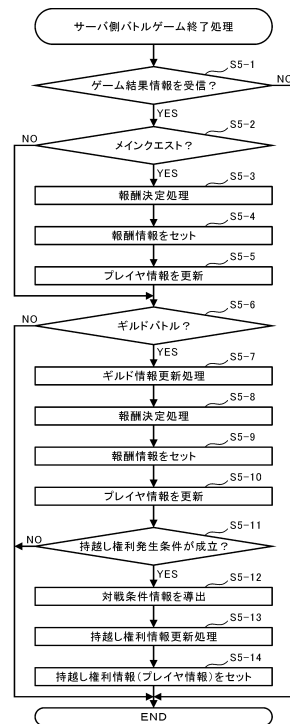 サーバ側バトルゲーム終了処理
S5-1
ゲーム結果情報を受信？
NO
YES
S5-2
NO
メインクエスト？
YES
S5-3
報酬決定処理
S5-4
報酬情報をセット
S5-5
プレイヤ情報を更新
S5-6
NO
ギルドバトル？
YES
S5-7
ギルド情報更新処理
S5-8
報酬決定処理
S5-9
報酬情報をセット
S5-10
プレイヤ情報を更新
S5-11
NO
持越し権利発生条件が成立？
YES
S5-12
対戦条件情報を導出
S5-13
持越し権利情報更新処理
S5-14
持越し権利情報(プレイヤ情報)をセット
END